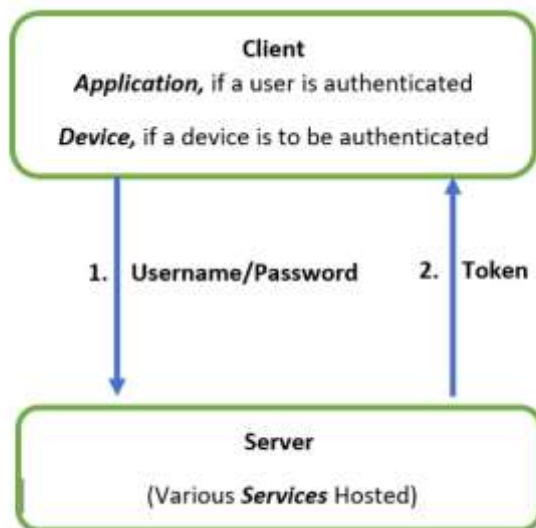 Client
Application, if a user is authenticated
Device, if a device is to be authenticated
1. Username/Password
2. Token
Server
(Various Services Hosted)